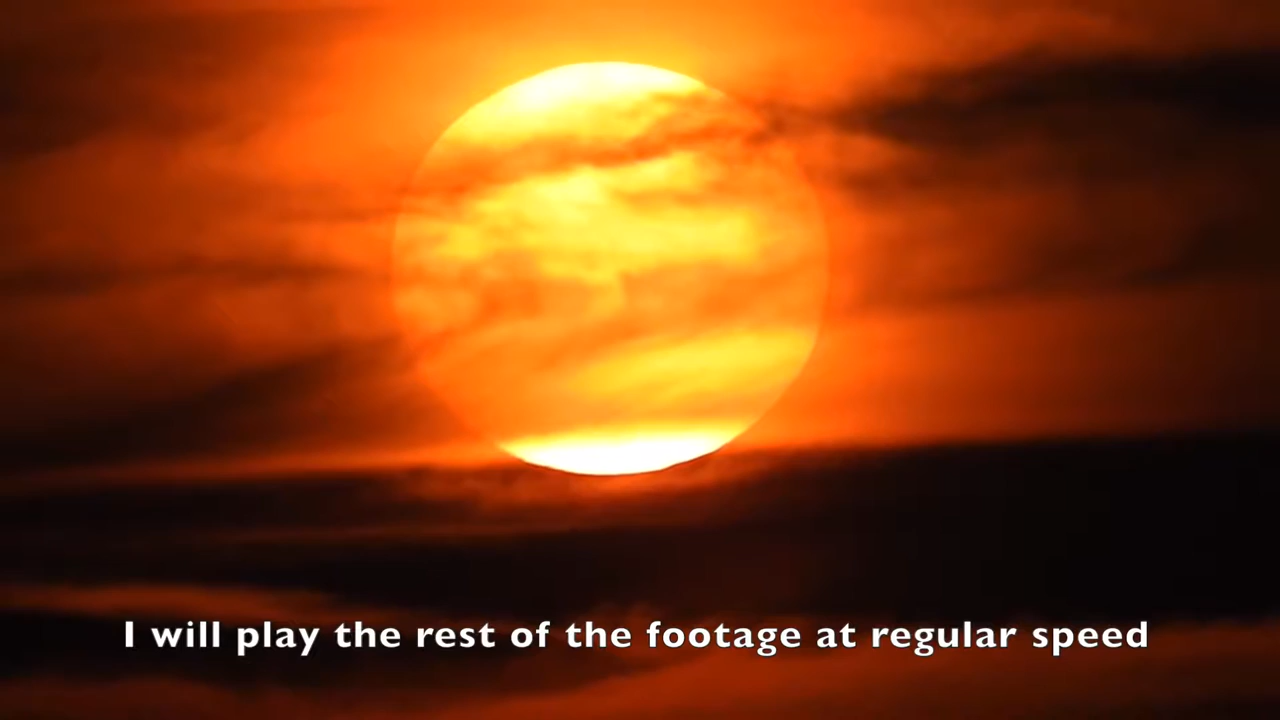 I will play the rest of the footage at regular speed